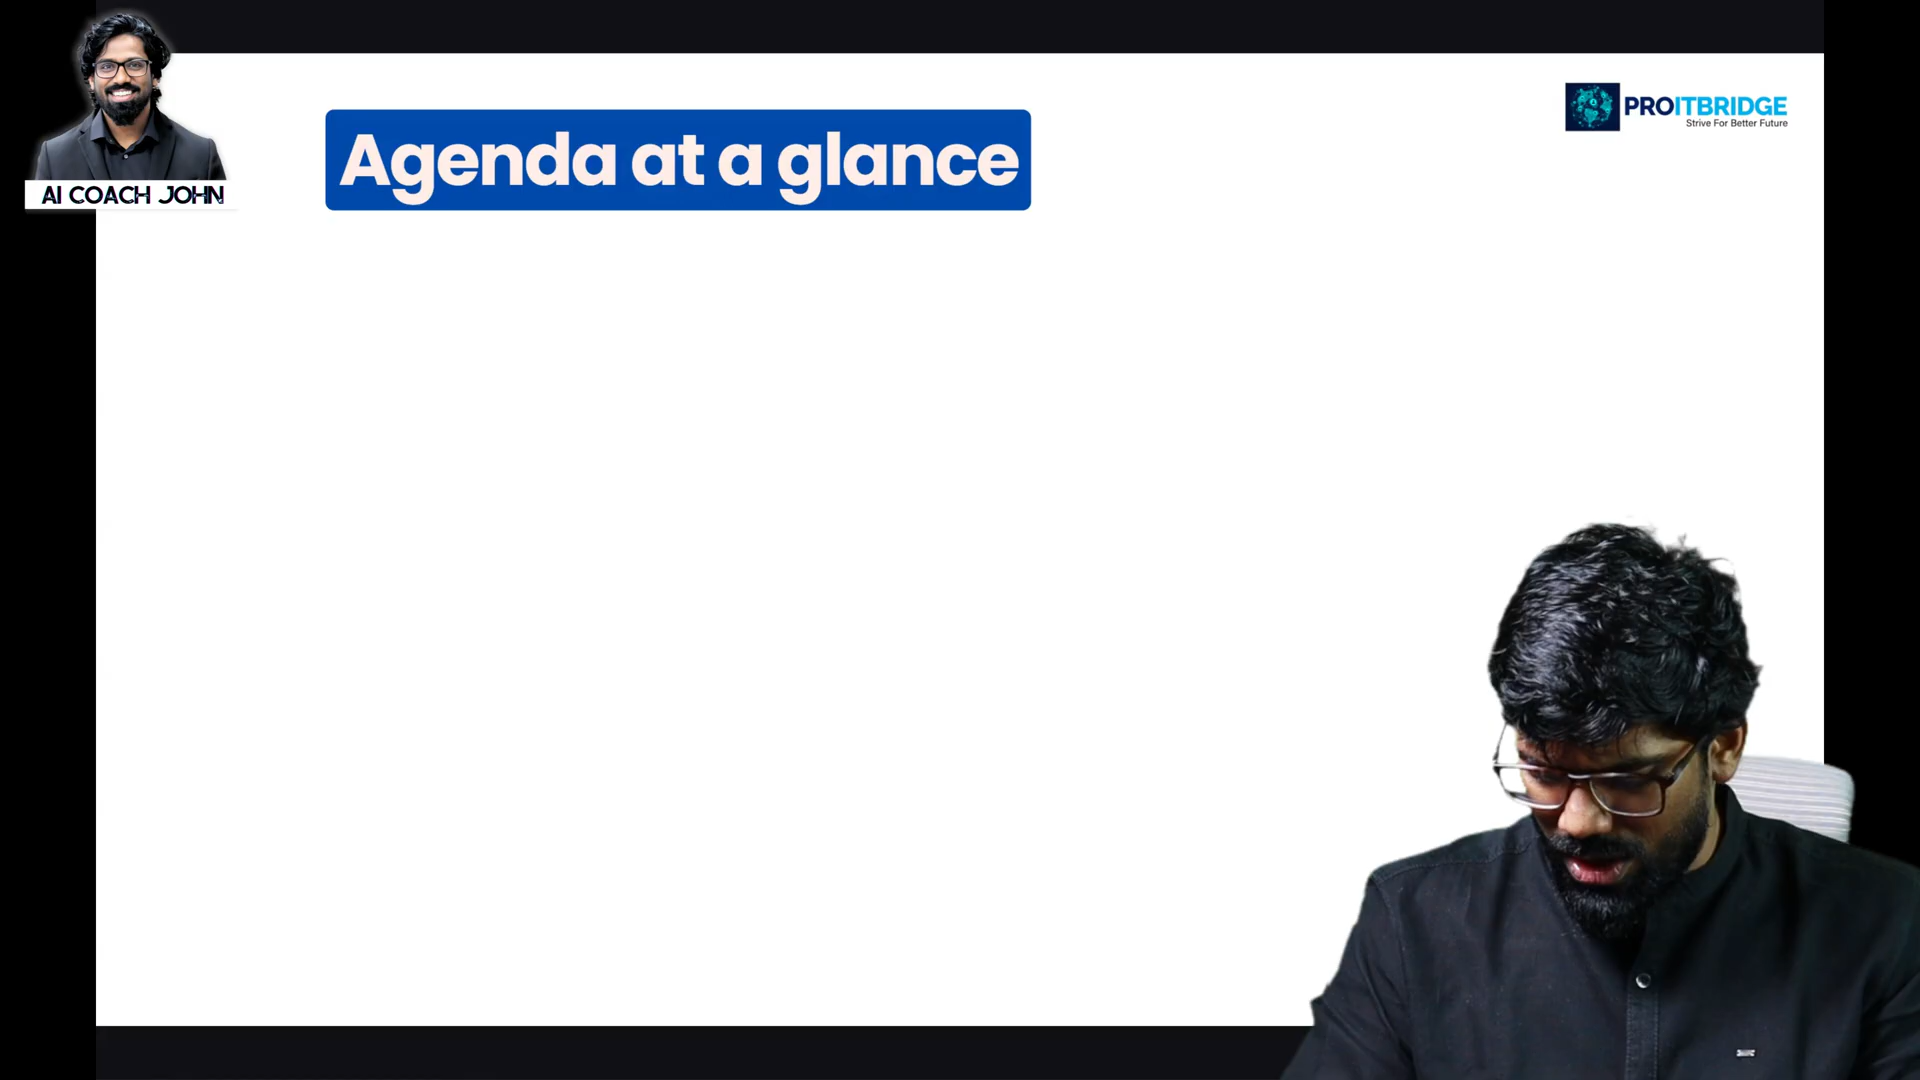 AI COACH JOHN
Agenda at a glance
PROITBRIDGE
Strive For Better Future